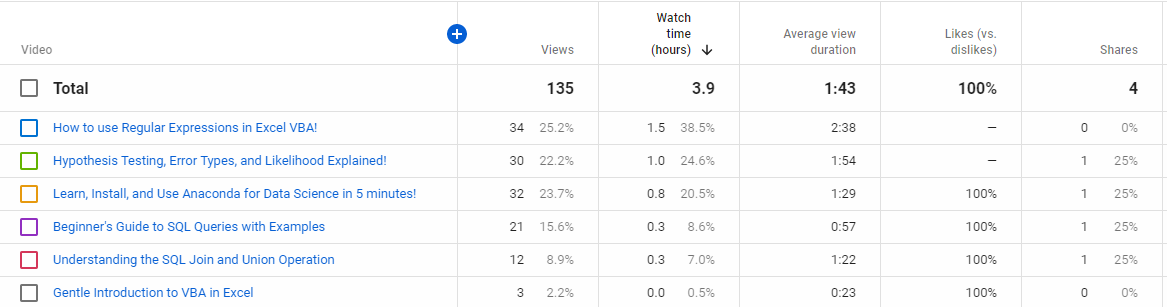 Video Views Watch time (hours) Average view duration Likes (vs. dislikes) Shares
Total 135 3.9 1:43 100% 4
How to use Regular Expressions in Excel VBA! 34 25.2% 1.5 38.5% 2:38 — 0 0%
Hypothesis Testing, Error Types, and Likelihood Explained! 30 22.2% 1.0 24.6% 1:54 — 1 25%
Learn, Install, and Use Anaconda for Data Science in 5 minutes! 32 23.7% 0.8 20.5% 1:29 100% 1 25%
Beginner's Guide to SQL Queries with Examples 21 15.6% 0.3 8.6% 0:57 100% 1 25%
Understanding the SQL Join and Union Operation 12 8.9% 0.3 7.0% 1:22 100% 1 25%
Gentle Introduction to VBA in Excel 3 2.2% 0.0 0.5% 0:23 100% 0 0%